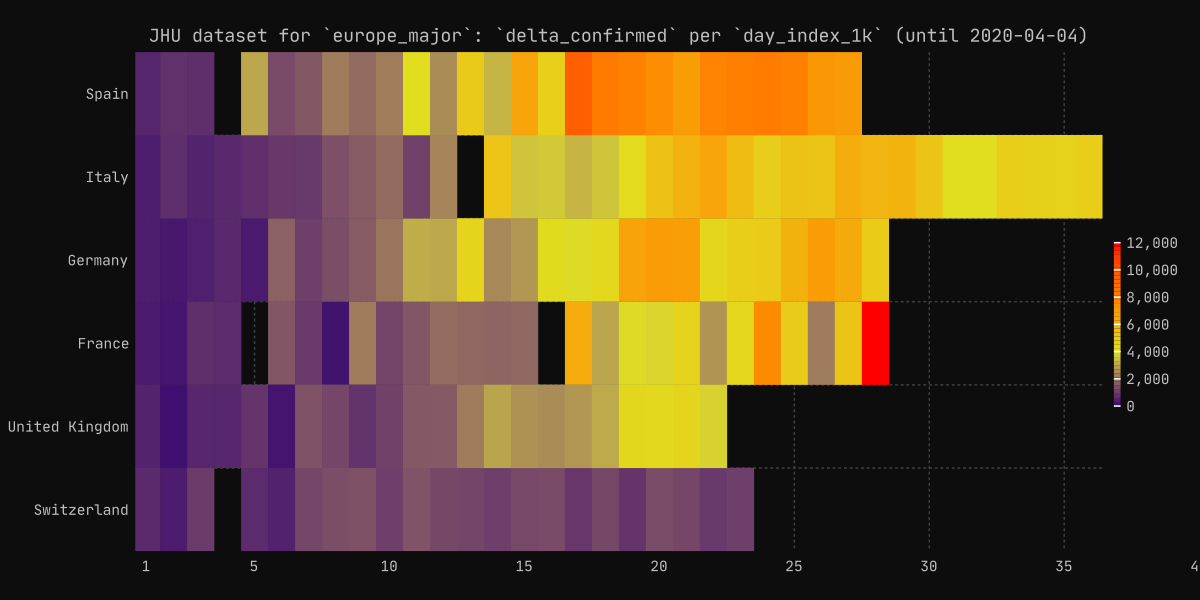 JHU dataset for `europe_major`: `delta_confirmed` per `day_index_1k` (until 2020-04-04)
Spain
Italy
Germany
France
United Kingdom
Switzerland
12,000
10,000
8,000
6,000
4,000
2,000
0
1 5 10 15 20 25 30 35 4